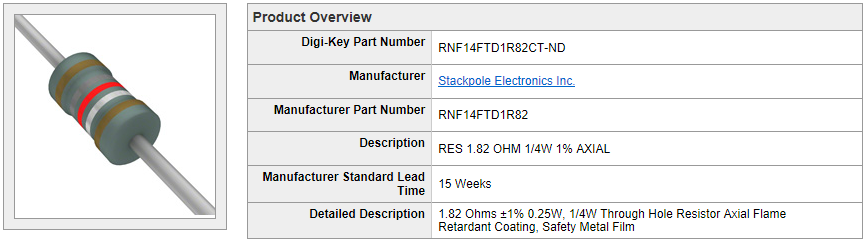 Product Overview
Digi-Key Part Number RNF14FTD1R82CT-ND
Manufacturer Stackpole Electronics Inc.
Manufacturer Part Number RNF14FTD1R82
Description RES 1.82 OHM 1/4W 1% AXIAL
Manufacturer Standard Lead
Time 15 Weeks
Detailed Description 1.82 Ohms ±1% 0.25W, 1/4W Through Hole Resistor Axial Flame
Retardant Coating, Safety Metal Film